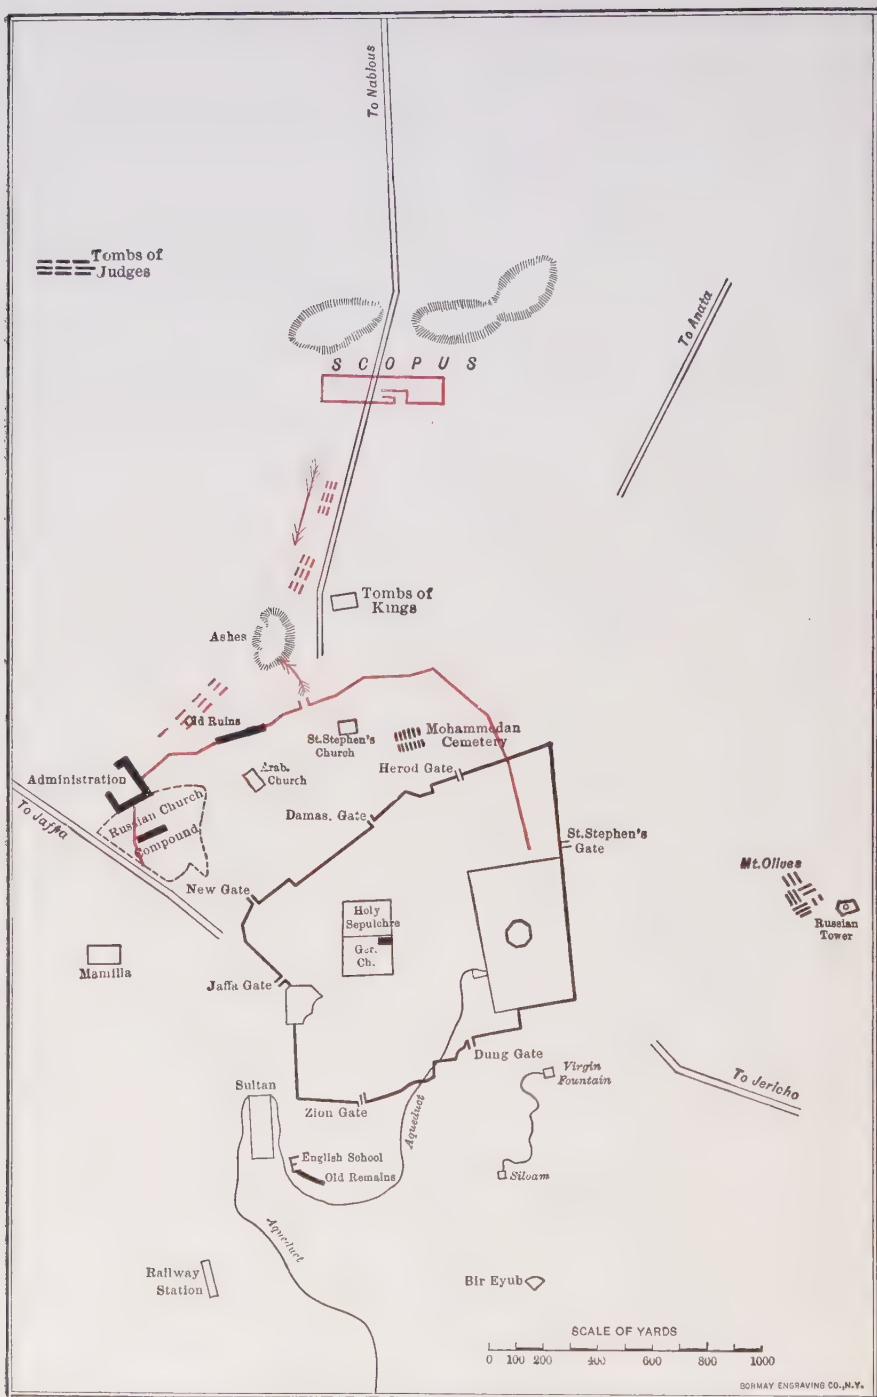 To Nablous
Tombs of
Judges
To Anata
SCOPUS
Tombs of
Kings
Ashes
Old Ruins
St.Stephen's
Church
Mohammedan
Cemetery
Arab.
Church
Herod Gate
Administration
To Jaffa
Russian Church
Compound
Damas. Gate
St.Stephen's
Gate
Mt.Olives
New Gate
Holy
Sepulchre
Ger.
Ch.
Russian
Tower
Mamilla
Jaffa Gate
Dung Gate
Virgin
Fountain
To Jericho
Sultan
Zion Gate
Aqueduct
English School
Old Remains
Siloam
Aqueduct
Railway
Station
Bir Eyub
SCALE OF YARDS
0 100 200 400 600 800 1000
BORMAY ENGRAVING CO.,N.Y.